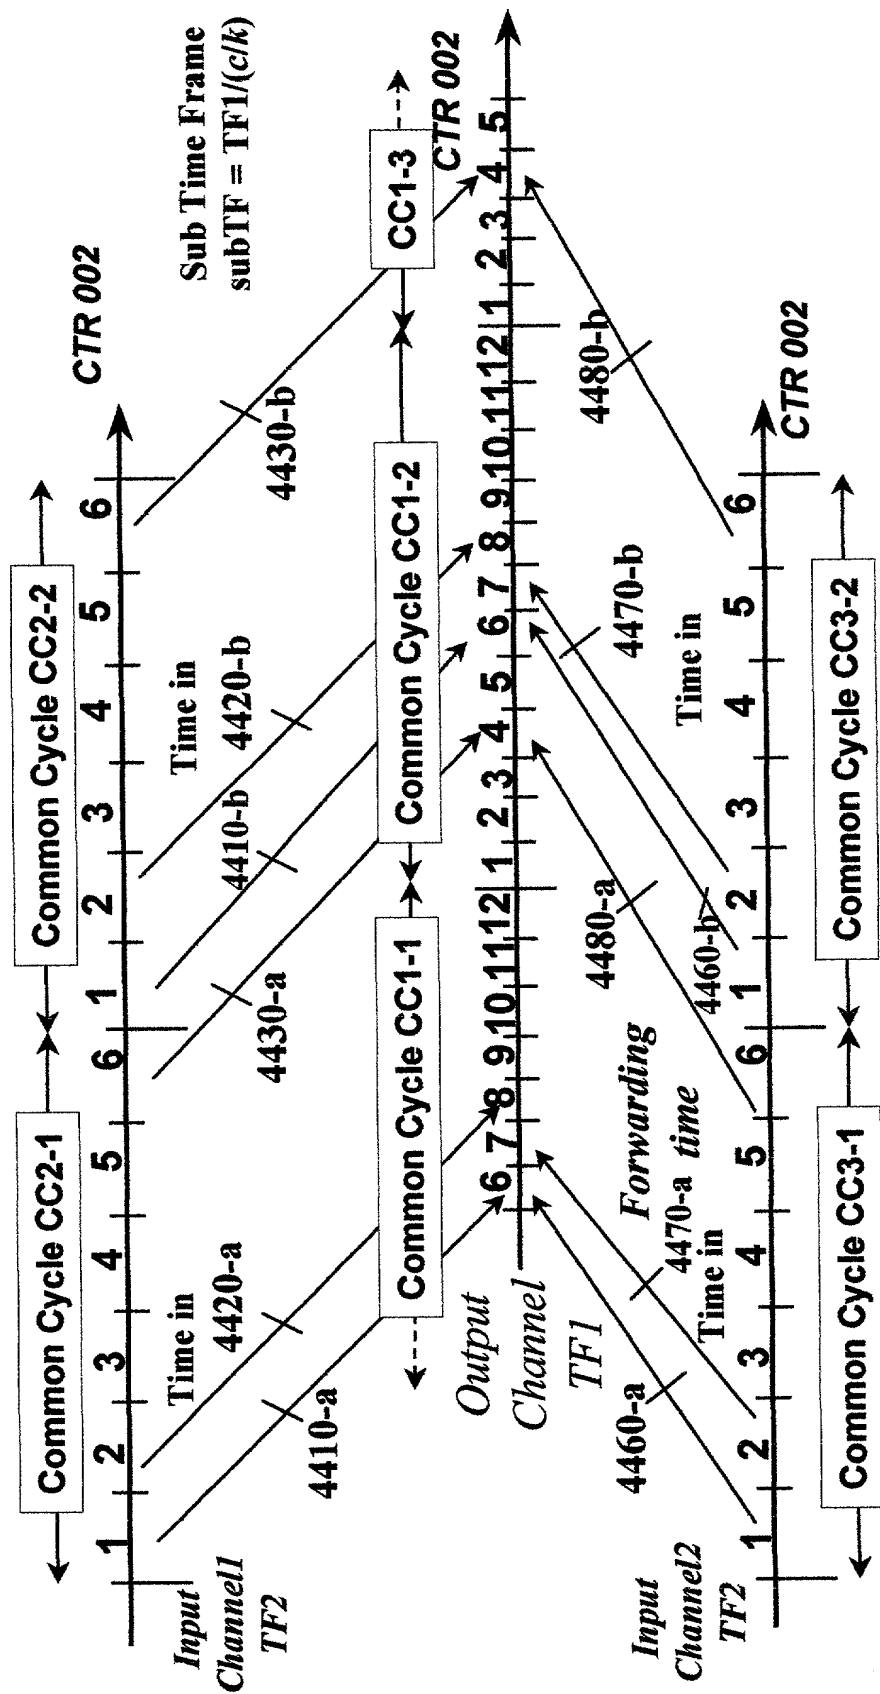 Common Cycle CC2-1
Common Cycle CC2-2
1 2 3 4 5 6 1 2 3 4 5 6
CTR 002
Input
Channel1
TF2
Time in
4410-a
4420-a
4430-a
4410-b
Time in
4420-b
4430-b
Sub Time Frame
subTF = TF1/(c/k)
Common Cycle CC1-1
Common Cycle CC1-2
CC1-3
CTR 002
Output
Channel
TF1
6 7 8 9 10 11 12 1 2 3 4 5 6 7 8 9 10 11 12 1 2 3 4 5
4460-a
4470-a
Forwarding
time
Time in
4480-a
4460-b
4470-b
Time in
4480-b
Input
Channel2
TF2
1 2 3 4 5 6 1 2 3 4 5 6
CTR 002
Common Cycle CC3-1
Common Cycle CC3-2